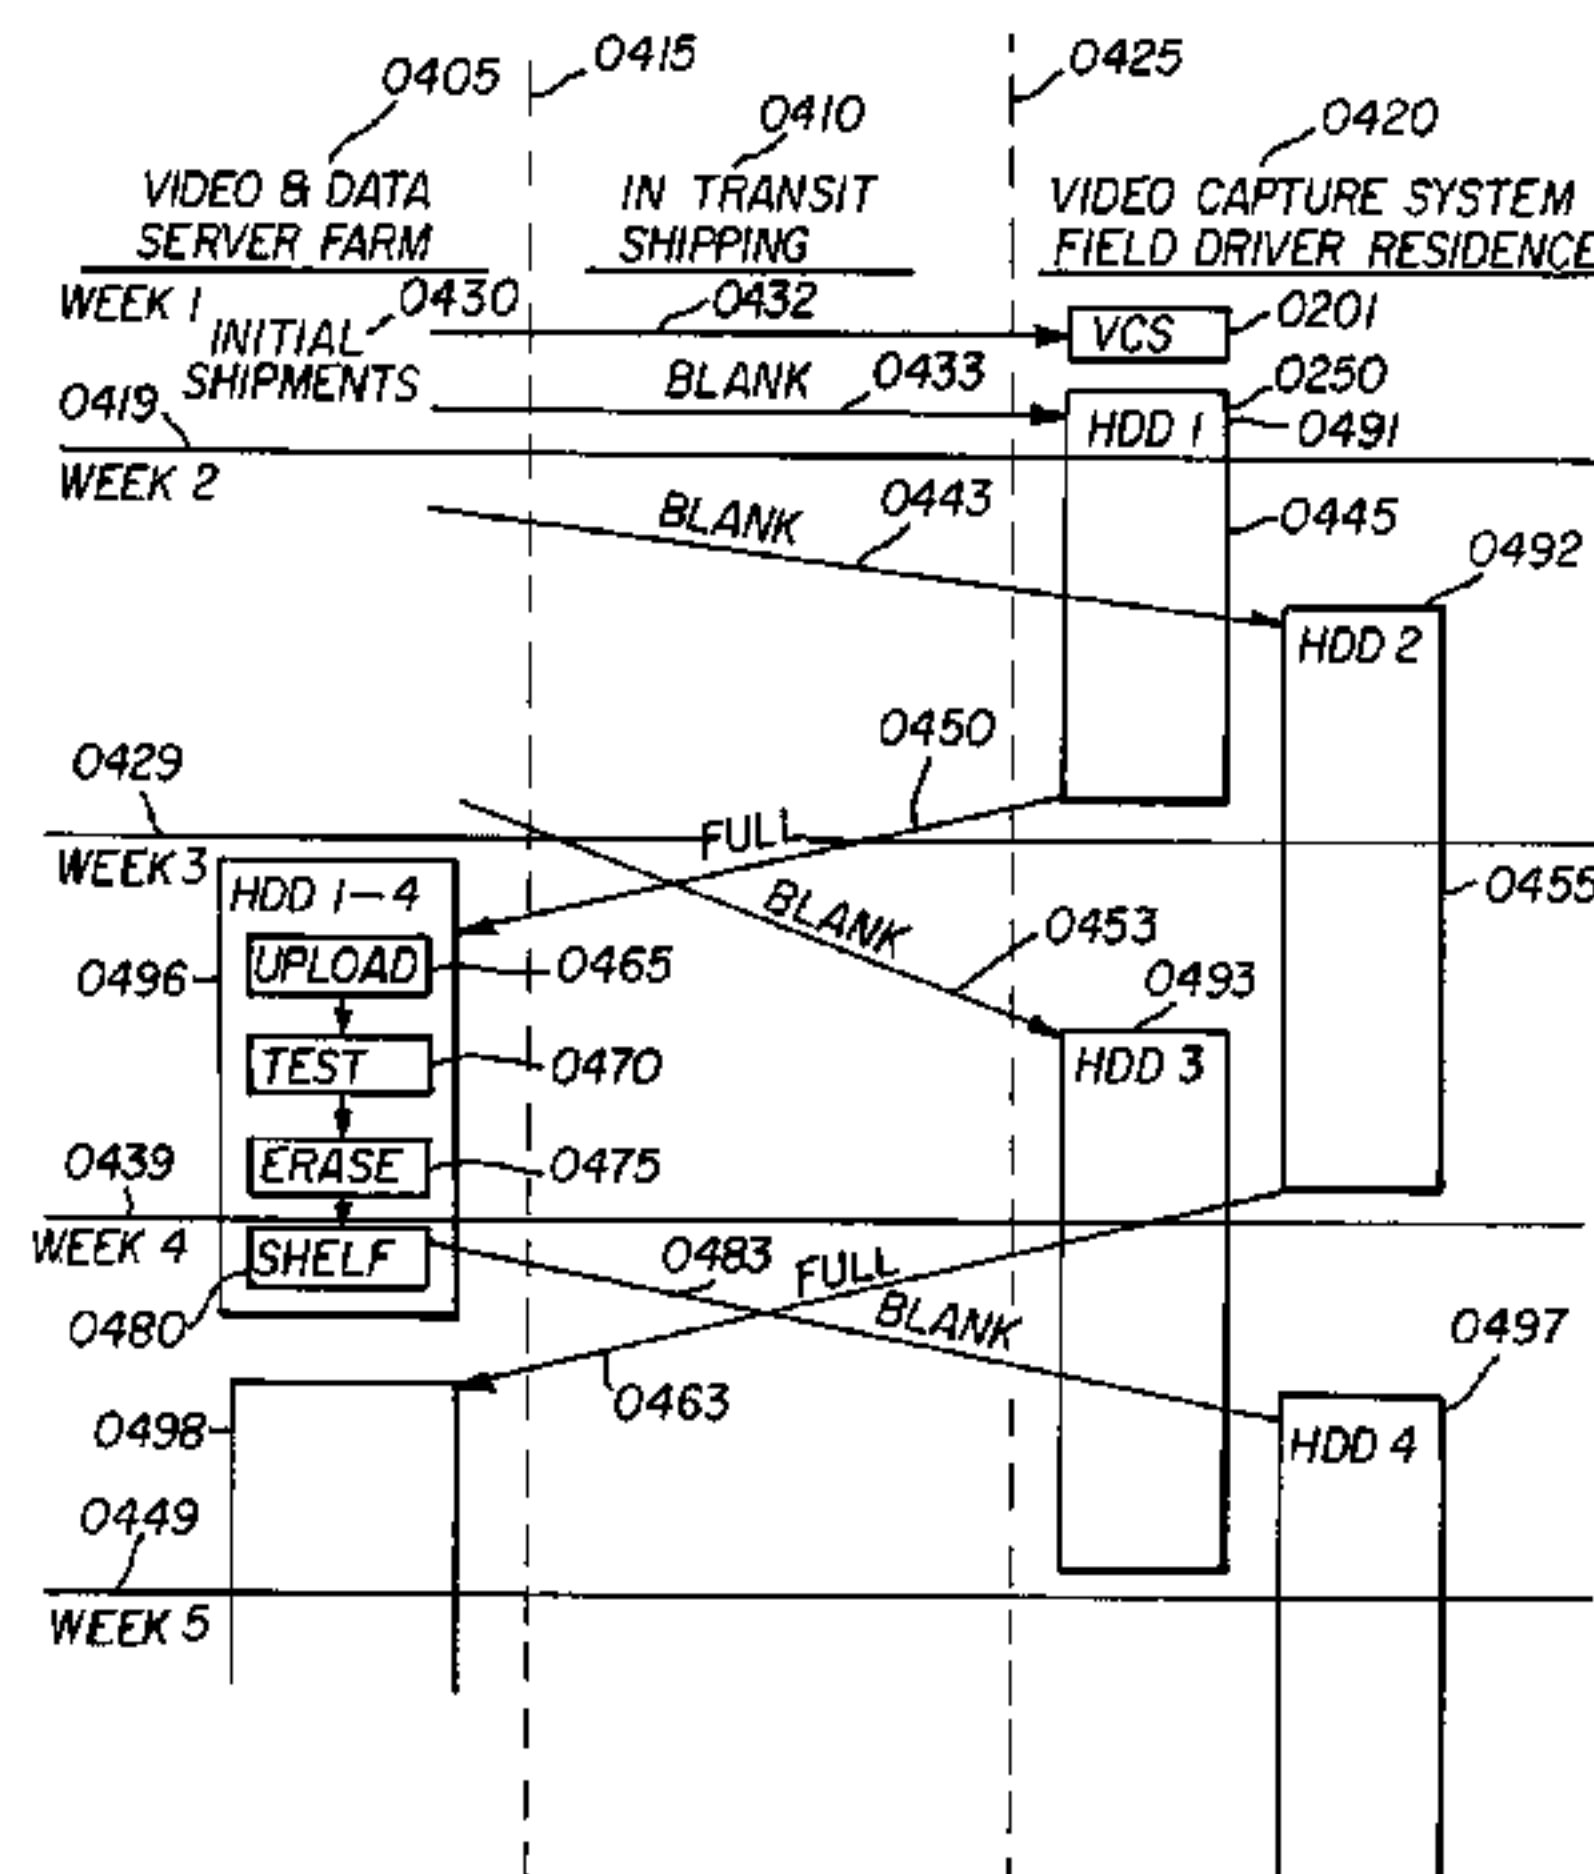 0405
0415
0425
0410
0420
VIDEO & DATA
SERVER FARM
IN TRANSIT
SHIPPING
VIDEO CAPTURE SYSTEM
FIELD DRIVER RESIDENCE
WEEK 1
0430
INITIAL
SHIPMENTS
0432
VCS
0201
BLANK
0433
0250
HDD 1
0491
0419
WEEK 2
BLANK
0443
0445
0492
HDD 2
0450
0429
FULL
WEEK 3
HDD 1-4
BLANK
0453
0455
0496
UPLOAD
0465
0493
HDD 3
TEST
0470
ERASE
0475
0439
WEEK 4
SHELF
0483
FULL
BLANK
0480
0463
0497
HDD 4
0498
0449
WEEK 5